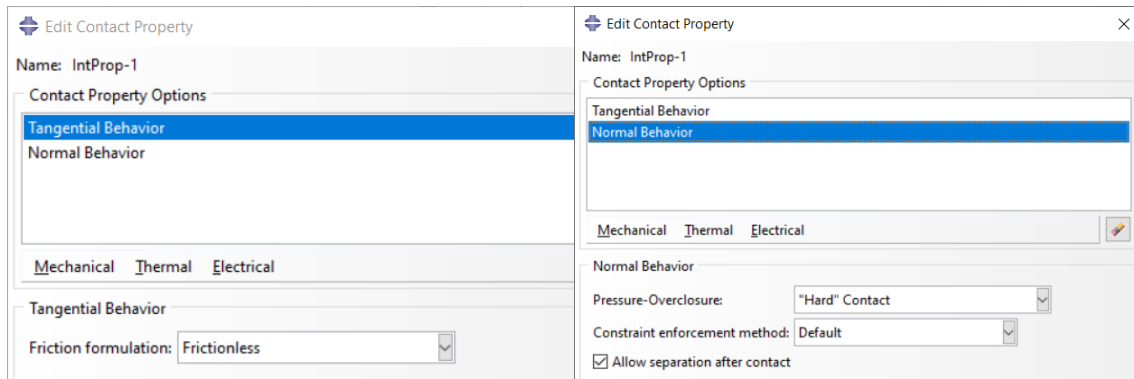 Edit Contact Property
Name: IntProp-1
Contact Property Options
Tangential Behavior
Normal Behavior
Mechanical Thermal Electrical
Tangential Behavior
Friction formulation: Frictionless
Edit Contact Property
Name: IntProp-1
Contact Property Options
Tangential Behavior
Normal Behavior
Mechanical Thermal Electrical
Normal Behavior
Pressure-Overclosure: "Hard" Contact
Constraint enforcement method: Default
Allow separation after contact